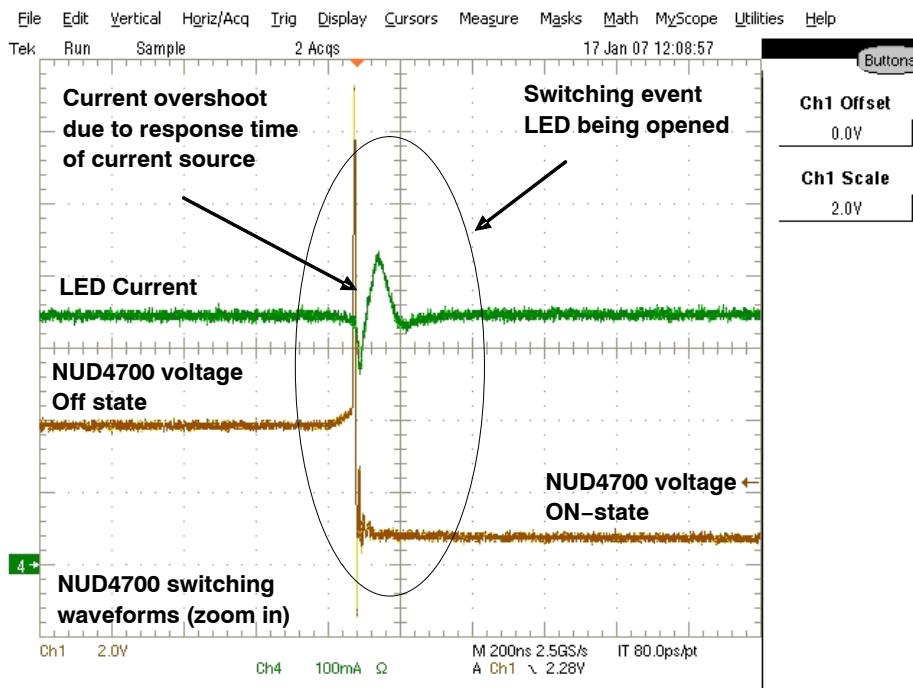 File Edit Vertical Horiz/Acq Trig Display Cursors Measure Masks Math MyScope Utilities Help
Tek Run Sample 2 Acqs 17 Jan 07 12:08:57
Buttons
Ch1 Offset
0.0V
Ch1 Scale
2.0V
Current overshoot
due to response time
of current source
Switching event
LED being opened
LED Current
NUD4700 voltage
Off state
NUD4700 voltage
ON−state
4
NUD4700 switching
waveforms (zoom in)
Ch1 2.0V M 200ns 2.5GS/s IT 80.0ps/pt
Ch4 100mA Ω A Ch1 ↘ 2.28V